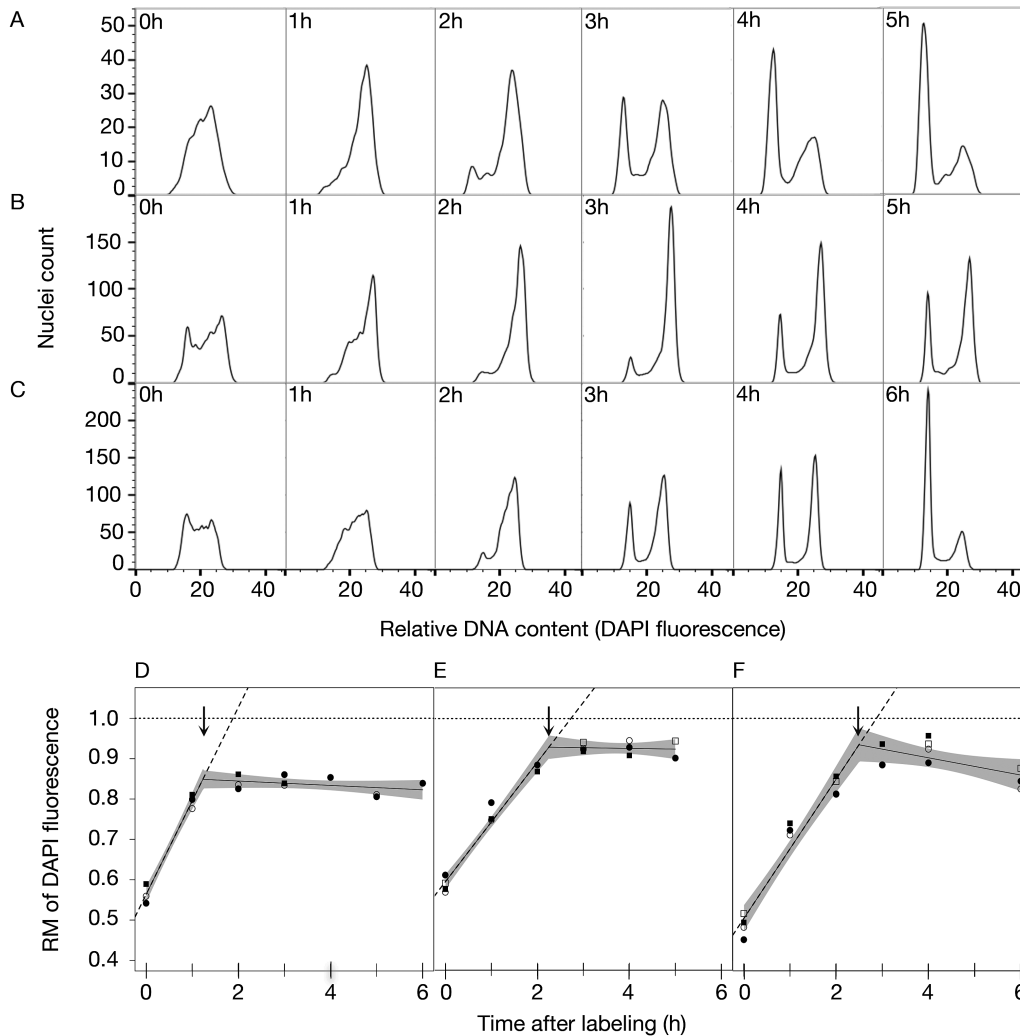 A
0h 1h 2h 3h 4h 5h
50
40
30
20
10
0
B
0h 1h 2h 3h 4h 5h
150
100
50
0
Nuclei count
C
0h 1h 2h 3h 4h 6h
200
150
100
50
0
0 20 40 20 40 20 40 0 20 40 20 40 20 40
Relative DNA content (DAPI fluorescence)
D E F
1.0
0.9
0.8
0.7
0.6
0.5
0.4
RM of DAPI fluorescence
0 2 4 6 0 2 4 6 0 2 4 6
Time after labeling (h)